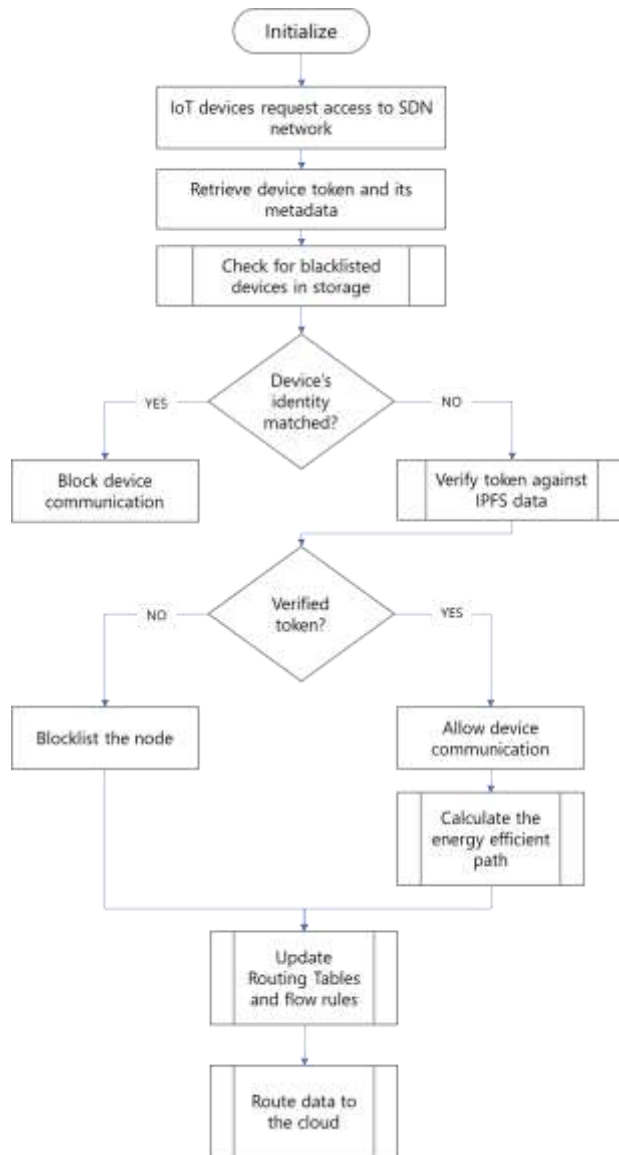 Initialize
IoT devices request access to SDN
network
Retrieve device token and its
metadata
Check for blacklisted
devices in storage
Device's
identity
matched?
YES
NO
Block device
communication
Verify token against
IPFS data
Verified
token?
NO
YES
Blocklist the node
Allow device
communication
Calculate the
energy efficient
path
Update
Routing Tables
and flow rules
Route data to
the cloud